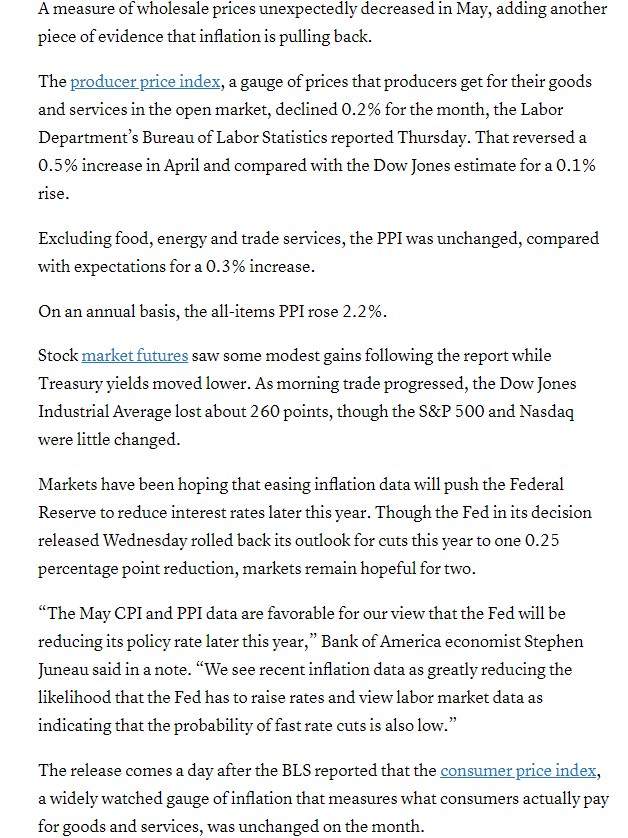 A measure of wholesale prices unexpectedly decreased in May, adding another
piece of evidence that inflation is pulling back.
The producer price index, a gauge of prices that producers get for their goods
and services in the open market, declined 0.2% for the month, the Labor
Department’s Bureau of Labor Statistics reported Thursday. That reversed a
0.5% increase in April and compared with the Dow Jones estimate for a 0.1%
rise.
Excluding food, energy and trade services, the PPI was unchanged, compared
with expectations for a 0.3% increase.
On an annual basis, the all-items PPI rose 2.2%.
Stock market futures saw some modest gains following the report while
Treasury yields moved lower. As morning trade progressed, the Dow Jones
Industrial Average lost about 260 points, though the S&P 500 and Nasdaq
were little changed.
Markets have been hoping that easing inflation data will push the Federal
Reserve to reduce interest rates later this year. Though the Fed in its decision
released Wednesday rolled back its outlook for cuts this year to one 0.25
percentage point reduction, markets remain hopeful for two.
“The May CPI and PPI data are favorable for our view that the Fed will be
reducing its policy rate later this year,” Bank of America economist Stephen
Juneau said in a note. “We see recent inflation data as greatly reducing the
likelihood that the Fed has to raise rates and view labor market data as
indicating that the probability of fast rate cuts is also low.”
The release comes a day after the BLS reported that the consumer price index,
a widely watched gauge of inflation that measures what consumers actually pay
for goods and services, was unchanged on the month.